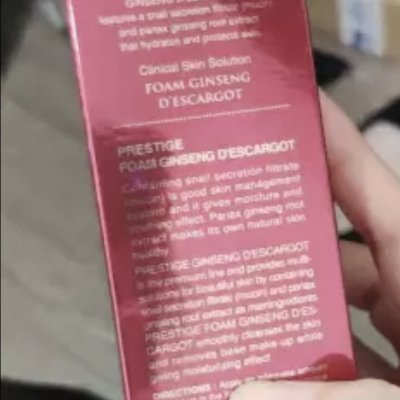 GINSENG D'ESCARGOT
features a snail secretion filtrate (mucin)
and panax ginseng root
that hydrates and protects skin.
Clinical Skin Solution
FOAM GINSENG
D'ESCARGOT
PRESTIGE
FOAM GINSENG D'ESCARGOT
Containing snail secretion filtrate
(mucin) is good skin management
system and it gives moisture and
soothing effect. Panax ginseng root
extract makes its own natural skin
healthy.
PRESTIGE GINSENG D'ESCARGOT
is the premium line and provides multi-
solutions for beautiful skin by containing
snail secretion filtrate (mucin) and panax
ginseng root extract as main ingredients.
PRESTIGE FOAM GINSENG D'ES-
CARGOT smoothly cleanses the skin
and removes base make up while
giving moisturizing effect.
DIRECTIONS : Apply